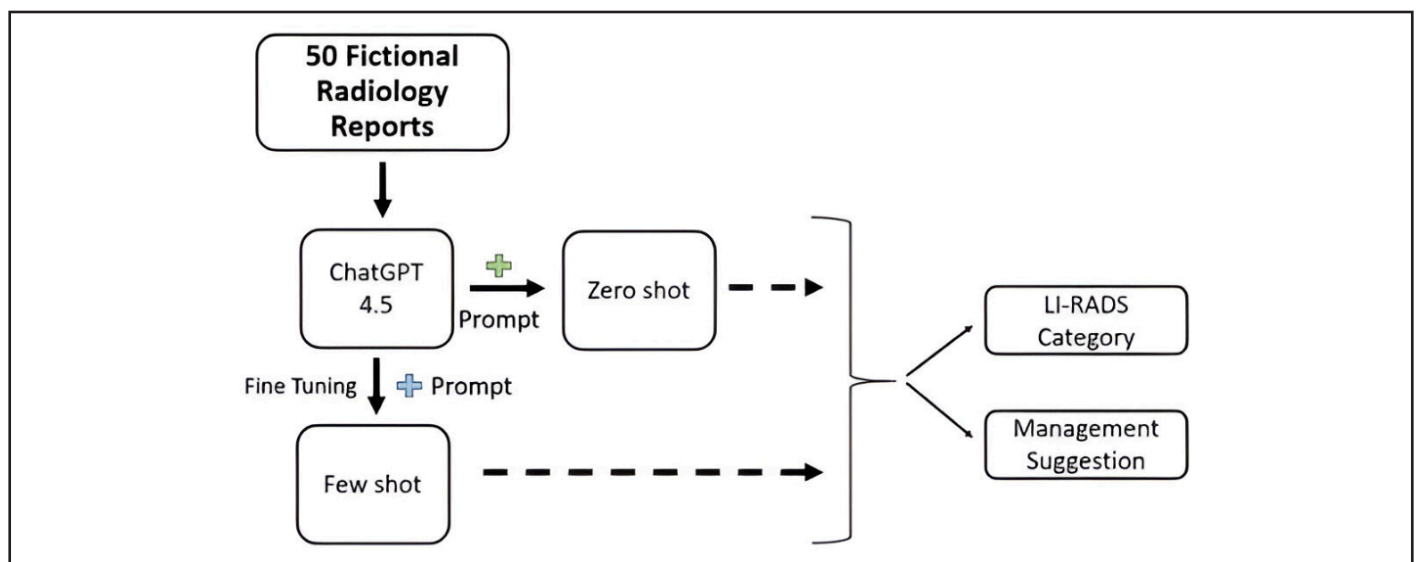 50 Fictional
Radiology
Reports
ChatGPT
4.5
Prompt
Zero shot
Fine Tuning
Prompt
Few shot
LI-RADS
Category
Management
Suggestion